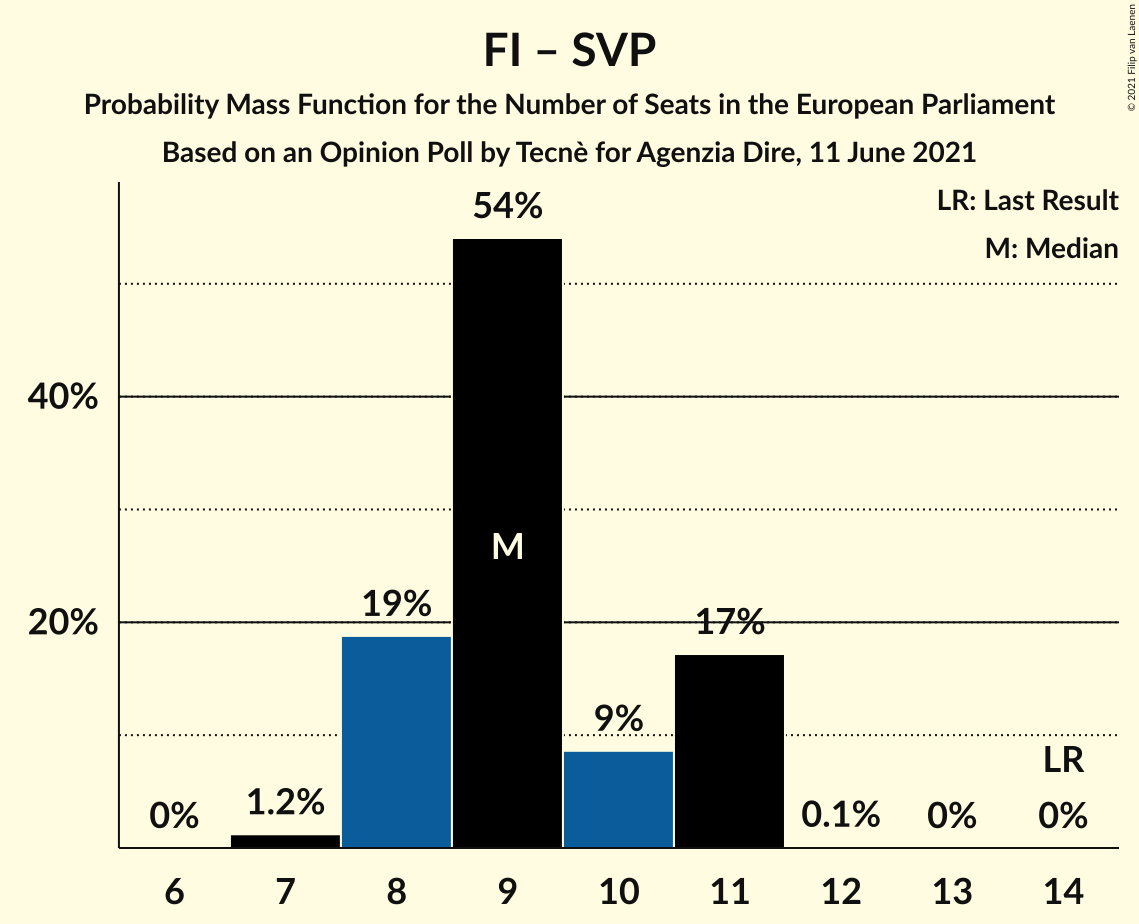 FI – SVP
Probability Mass Function for the Number of Seats in the European Parliament
Based on an Opinion Poll by Tecnè for Agenzia Dire, 11 June 2021
© 2021 Filip van Laenen
LR: Last Result
M: Median
54%
40%
M
19%
20%
17%
9%
LR
0%
1.2%
0.1%
0%
0%
6
7
8
9
10
11
12
13
14